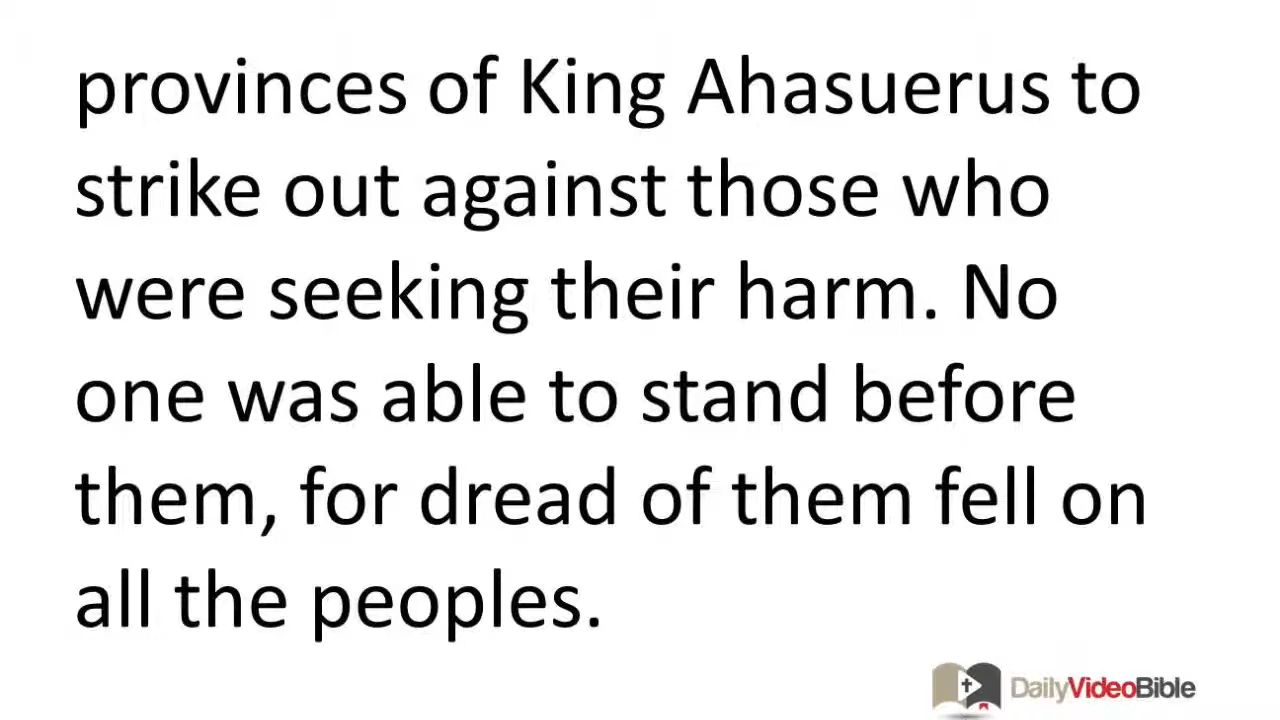 provinces of King Ahasuerus to
strike out against those who
were seeking their harm. No
one was able to stand before
them, for dread of them fell on
all the peoples.
DailyVideoBible